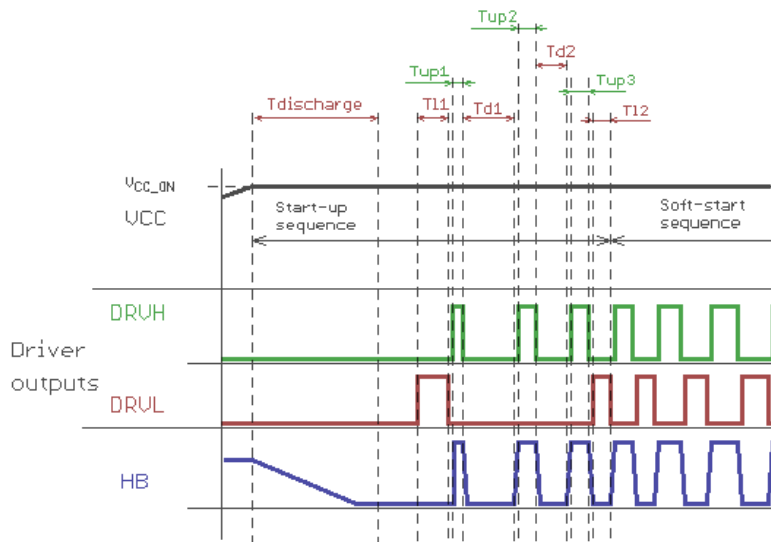 Tup2
Td2
Tup1
Tup3
Tdischarge
Tl1
Td1
Tl2
VCC_ON
VCC
Start-up
sequence
Soft-start
sequence
DRVH
Driver
outputs
DRVL
HB